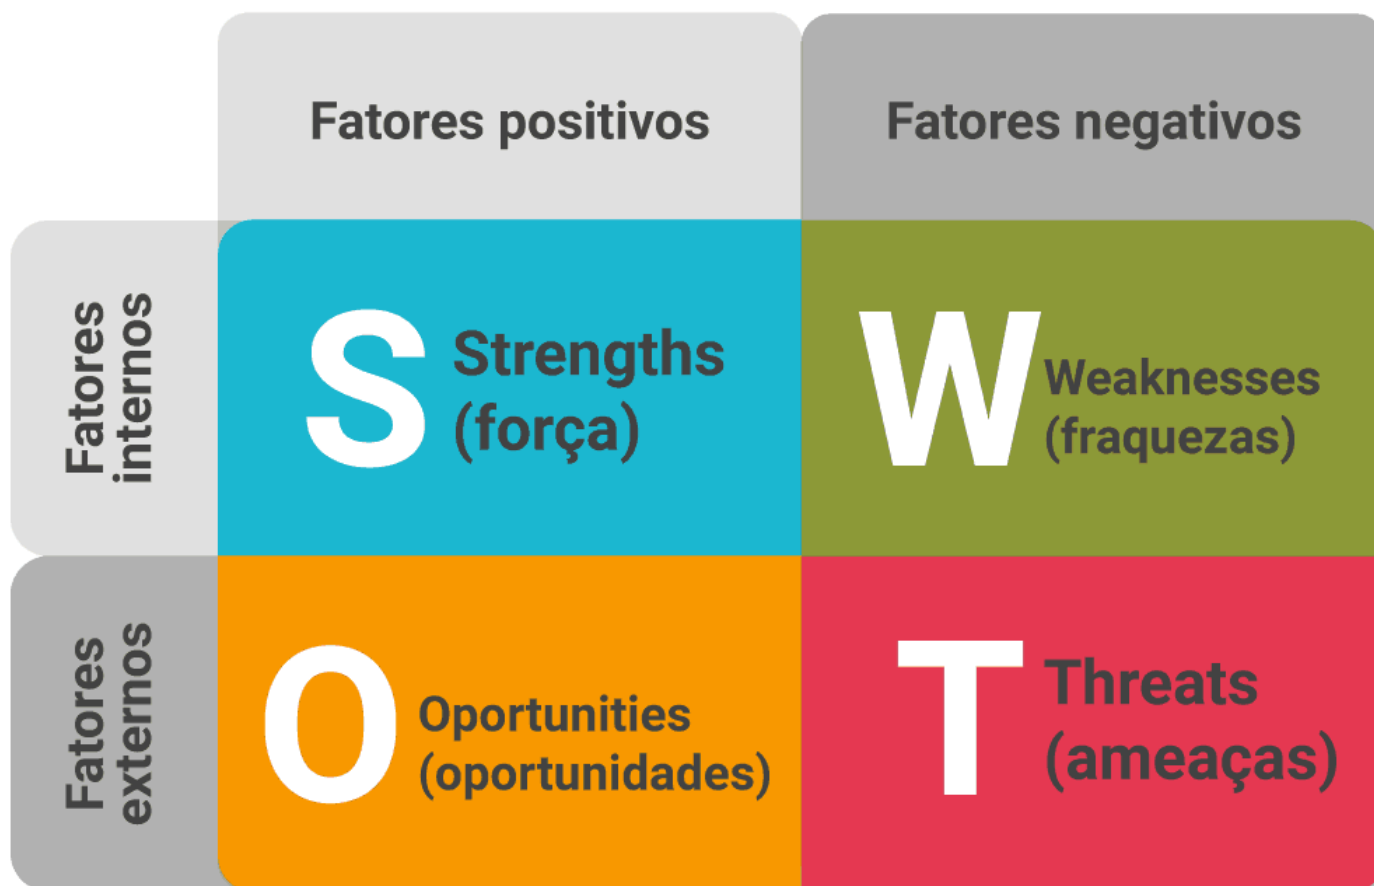 Fatores positivos
Fatores negativos
Fatores
internos
S
Strengths
(força)
W
Weaknesses
(fraquezas)
Fatores
externos
O
Oportunities
(oportunidades)
T
Threats
(ameaças)